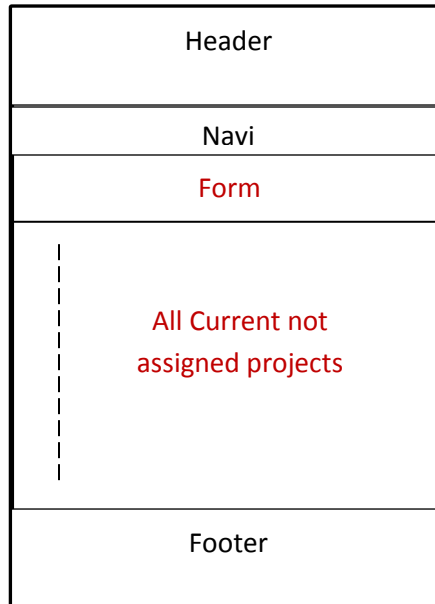 Header
Navi
Form
All Current not
assigned projects
Footer